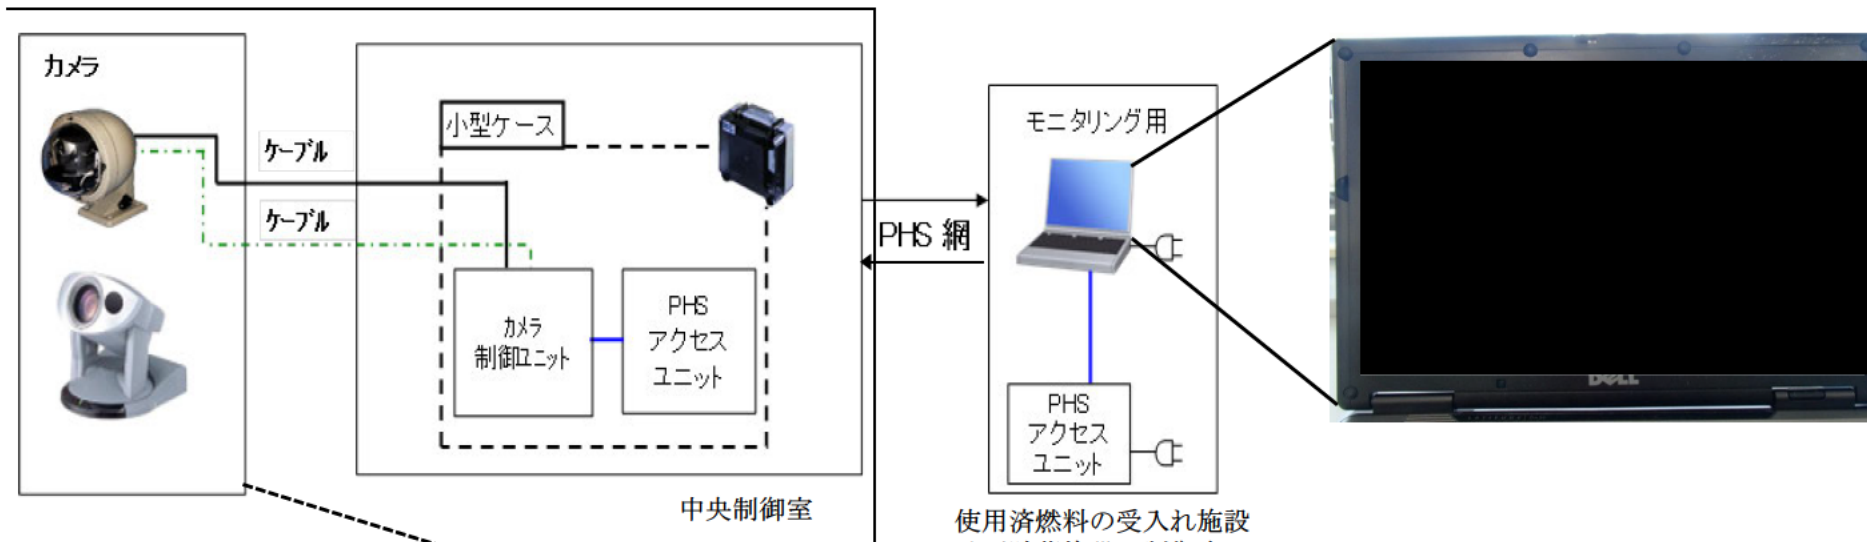 カメラ
ケーブル
ケーブル
小型ケース
カメラ
制御ユニット
PHS
アクセス
ユニット
中央制御室
PHS 網
モニタリング用
PHS
アクセス
ユニット
使用済燃料の受入れ施設
DELL